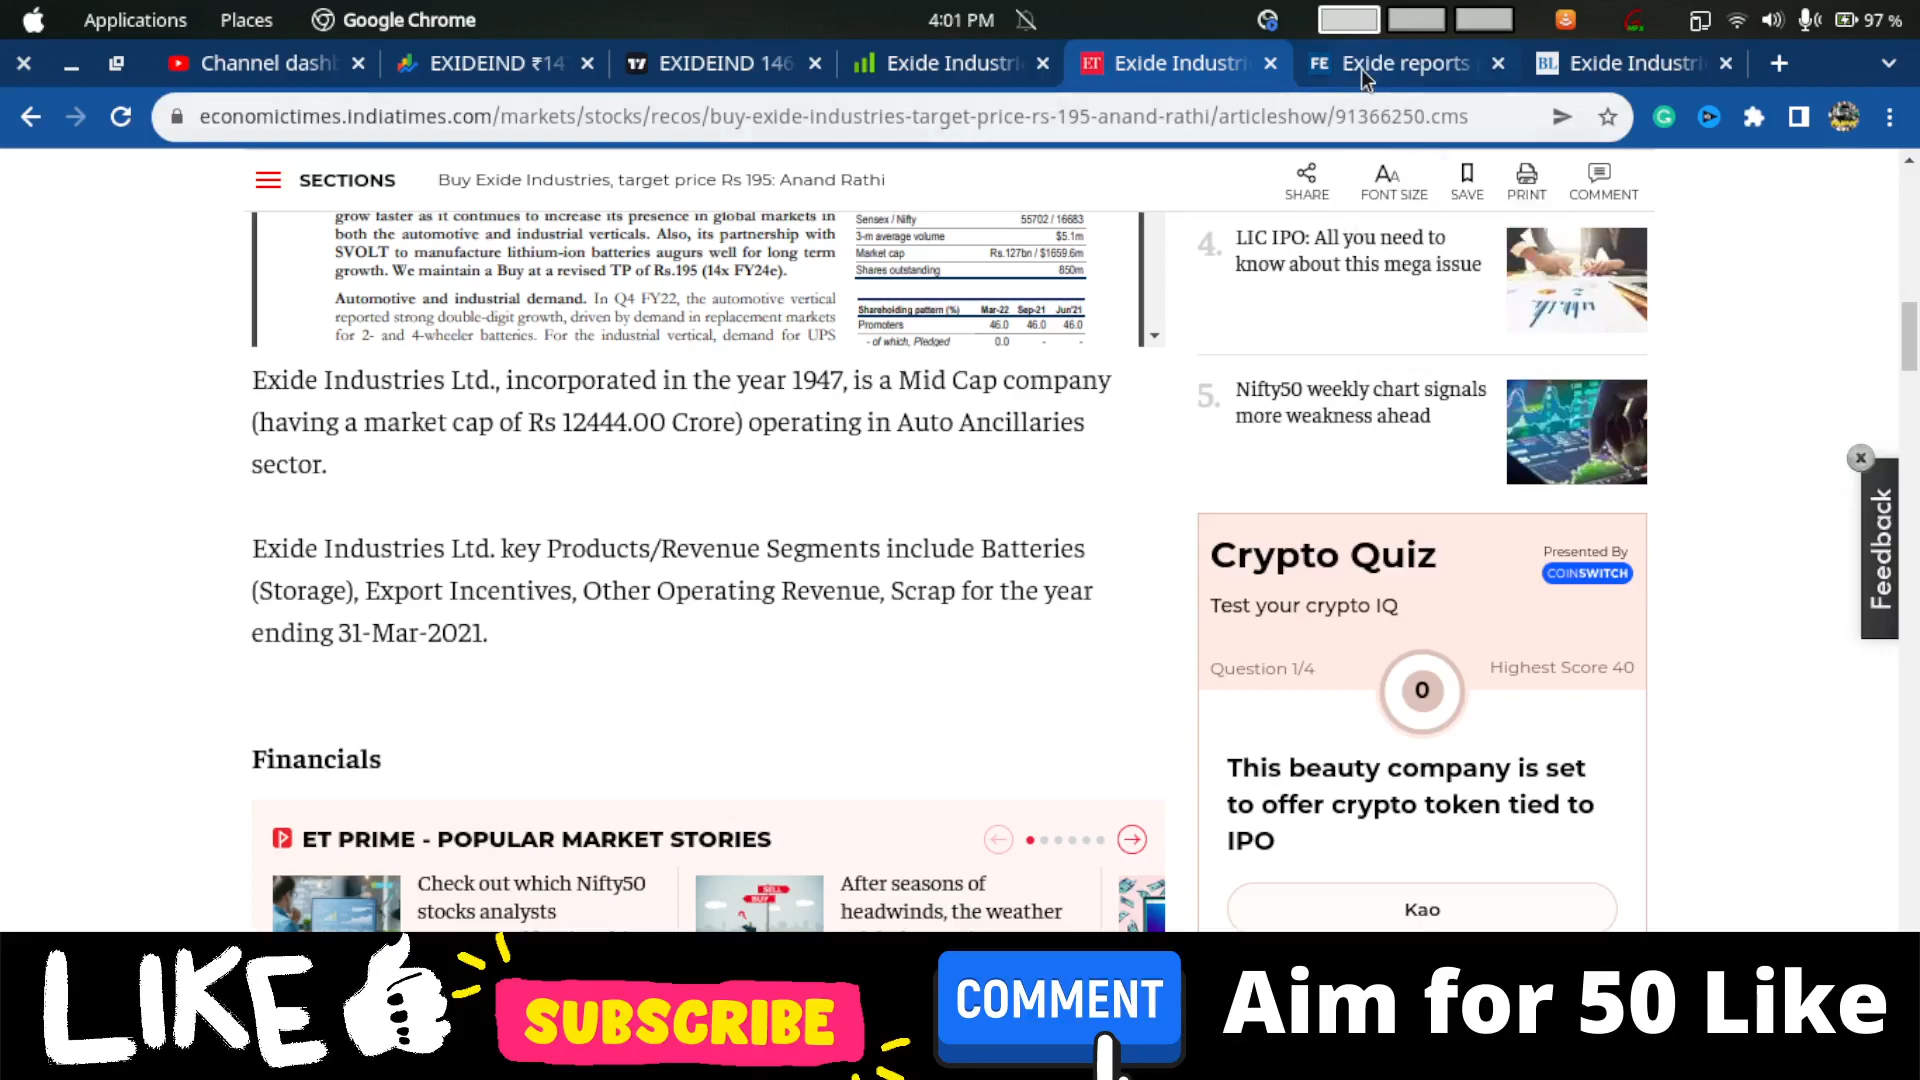 Applications Places Google Chrome 4:01 PM 97 %
Channel dash EXIDEIND ₹14 EXIDEIND 146 Exide Industri ET Exide Industri FE Exide reports BL Exide Industri
economictimes.indiatimes.com/markets/stocks/recos/buy-exide-industries-target-price-rs-195-anand-rathi/articleshow/91366250.cms
SECTIONS Buy Exide Industries, target price Rs 195: Anand Rathi
SHARE FONT SIZE SAVE PRINT COMMENT
grow faster as it continues to increase its presence in global markets in
both the automotive and industrial verticals. Also, its partnership with
SVOLT to manufacture lithium-ion batteries augurs well for long term
growth. We maintain a Buy at a revised TP of Rs.195 (14x FY24e).
Automotive and industrial demand. In Q4 FY22, the automotive vertical
reported strong double-digit growth, driven by demand in replacement markets
for 2- and 4-wheeler batteries. For the industrial vertical, demand for UPS
Sensex / Nifty 55702 / 16683
3-m average volume $5.1m
Market cap Rs.127bn / $1659.6m
Shares outstanding 850m
Shareholding pattern (%) Mar-22 Sep-21 Jun'21
Promoters 46.0 46.0 46.0
- of which, Pledged 0.0 - -
Exide Industries Ltd., incorporated in the year 1947, is a Mid Cap company
(having a market cap of Rs 12444.00 Crore) operating in Auto Ancillaries
sector.
Exide Industries Ltd. key Products/Revenue Segments include Batteries
(Storage), Export Incentives, Other Operating Revenue, Scrap for the year
ending 31-Mar-2021.
Financials
ET PRIME - POPULAR MARKET STORIES
Check out which Nifty50
stocks analysts
After seasons of
headwinds, the weather
4. LIC IPO: All you need to
know about this mega issue
5. Nifty50 weekly chart signals
more weakness ahead
Crypto Quiz
Presented By
COINSWITCH
Test your crypto IQ
Question 1/4 0 Highest Score 40
This beauty company is set
to offer crypto token tied to
IPO
Kao
Feedback
LIKE SUBSCRIBE COMMENT Aim for 50 Like